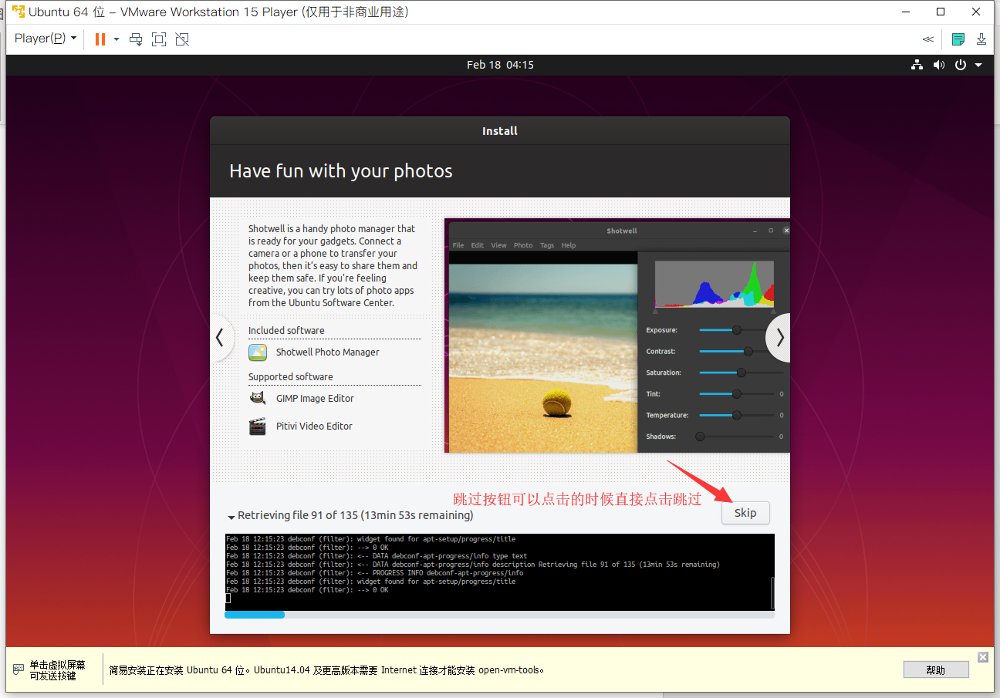 Ubuntu 64 位 - VMware Workstation 15 Player (仅用于非商业用途)
Player(P)
Feb 18 04:15
Install
Have fun with your photos
Shotwell is a handy photo manager that
is ready for your gadgets. Connect a
camera or a phone to transfer your
photos, then it's easy to share them and
keep them safe. If you're feeling
creative, you can try lots of photo apps
from the Ubuntu Software Center.
Included software
Shotwell Photo Manager
Supported software
GIMP Image Editor
Pitivi Video Editor
Shotwell
File Edit View Photo Tags Help
Exposure:
Contrast:
Saturation:
Tint: 0
Temperature: 0
Shadows: 0
跳过按钮可以点击的时候直接点击跳过
Retrieving file 91 of 135 (13min 53s remaining)
Skip
Feb 18 12:15:23 debconf (filter): widget found for apt-setup/progress/title
Feb 18 12:15:23 debconf (filter): --> 0 OK
Feb 18 12:15:23 debconf (filter): <-- DATA debconf-apt-progress/info type text
Feb 18 12:15:23 debconf (filter): <-- DATA debconf-apt-progress/info description Retrieving file 91 of 135 (13min 53s remaining)
Feb 18 12:15:23 debconf (filter): <-- PROGRESS INFO debconf-apt-progress/info
Feb 18 12:15:23 debconf (filter): widget found for apt-setup/progress/title
Feb 18 12:15:23 debconf (filter): --> 0 OK
单击虚拟屏幕
可发送按键
简易安装正在安装 Ubuntu 64 位。Ubuntu14.04 及更高版本需要 Internet 连接才能安装 open-vm-tools。
帮助